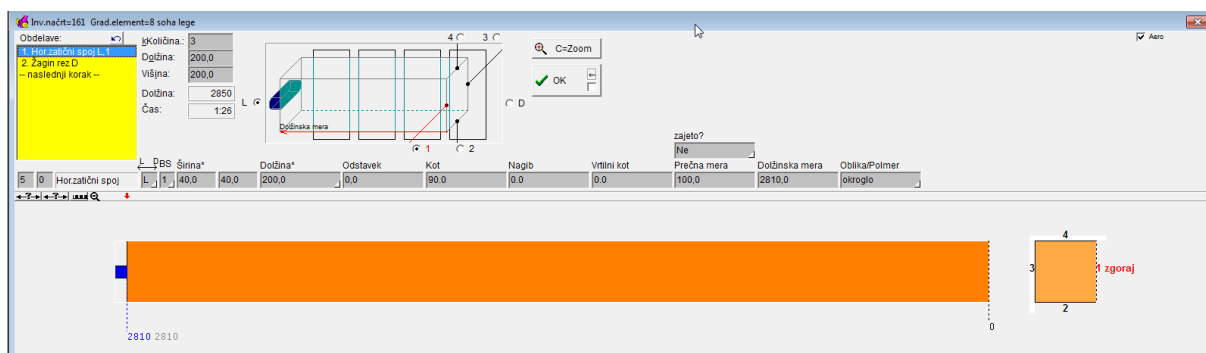 Inv.načrt=161 Grad.element=8 soha lege
Obdelave:
1. Hor.zatični spoj L,1
2. Žagin rez D
-- naslednji korak --
kKoličina.: 3
Dolžina: 200,0
Višina: 200,0
Dolžina: 2850
Čas: 1:26
4 3
L D
Dolžinska mera
1 2
C=Zoom
OK
Aero
zajeto?
Ne
L D BS Širina* Dolžina* Odstavek Kot Nagib Vrtilni kot Prečna mera Dolžinska mera Oblika/Polmer
5 0 Horzatični spoj L 1 40,0 40,0 200,0 0,0 90.0 0.0 0.0 100,0 2810,0 okroglo
4
3 1 zgoraj
2
0
2810 2810